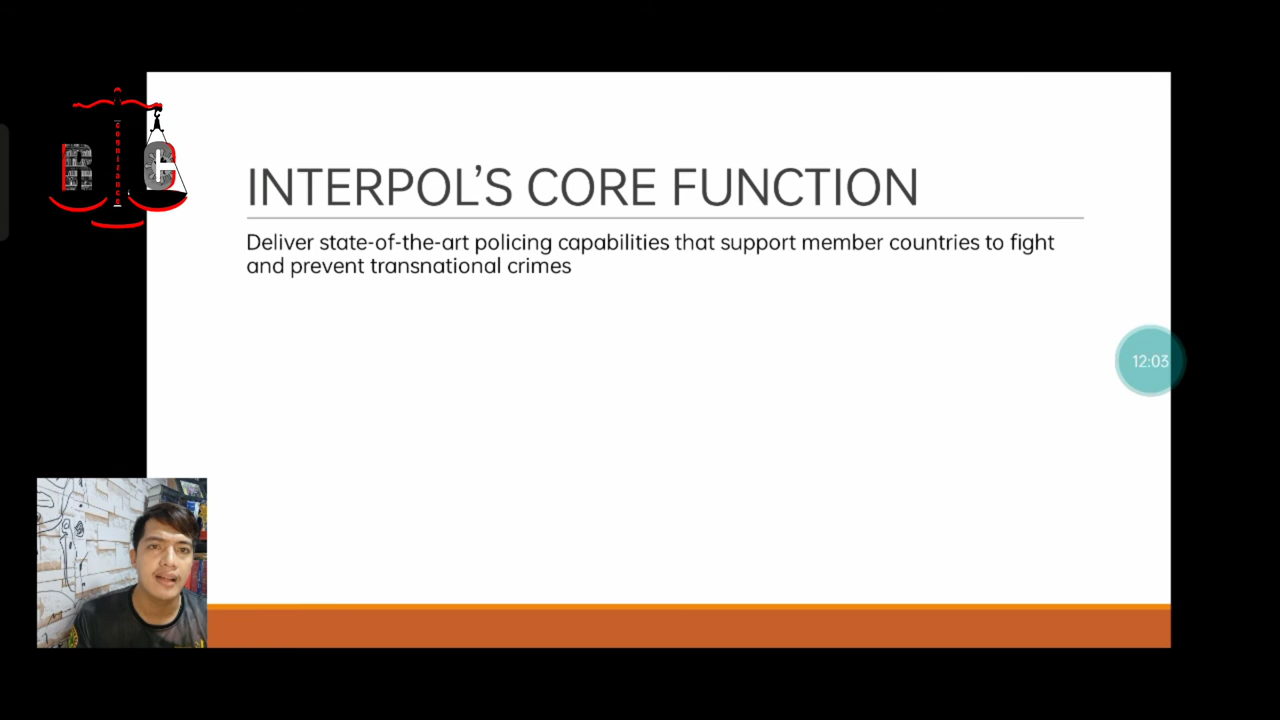 INTERPOL'S CORE FUNCTION
Deliver state-of-the-art policing capabilities that support member countries to fight
and prevent transnational crimes
12:03
R C
cognizance